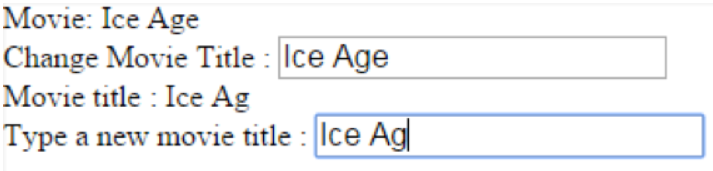 Movie: Ice Age
Change Movie Title : Ice Age
Movie title : Ice Ag
Type a new movie title : Ice Ag